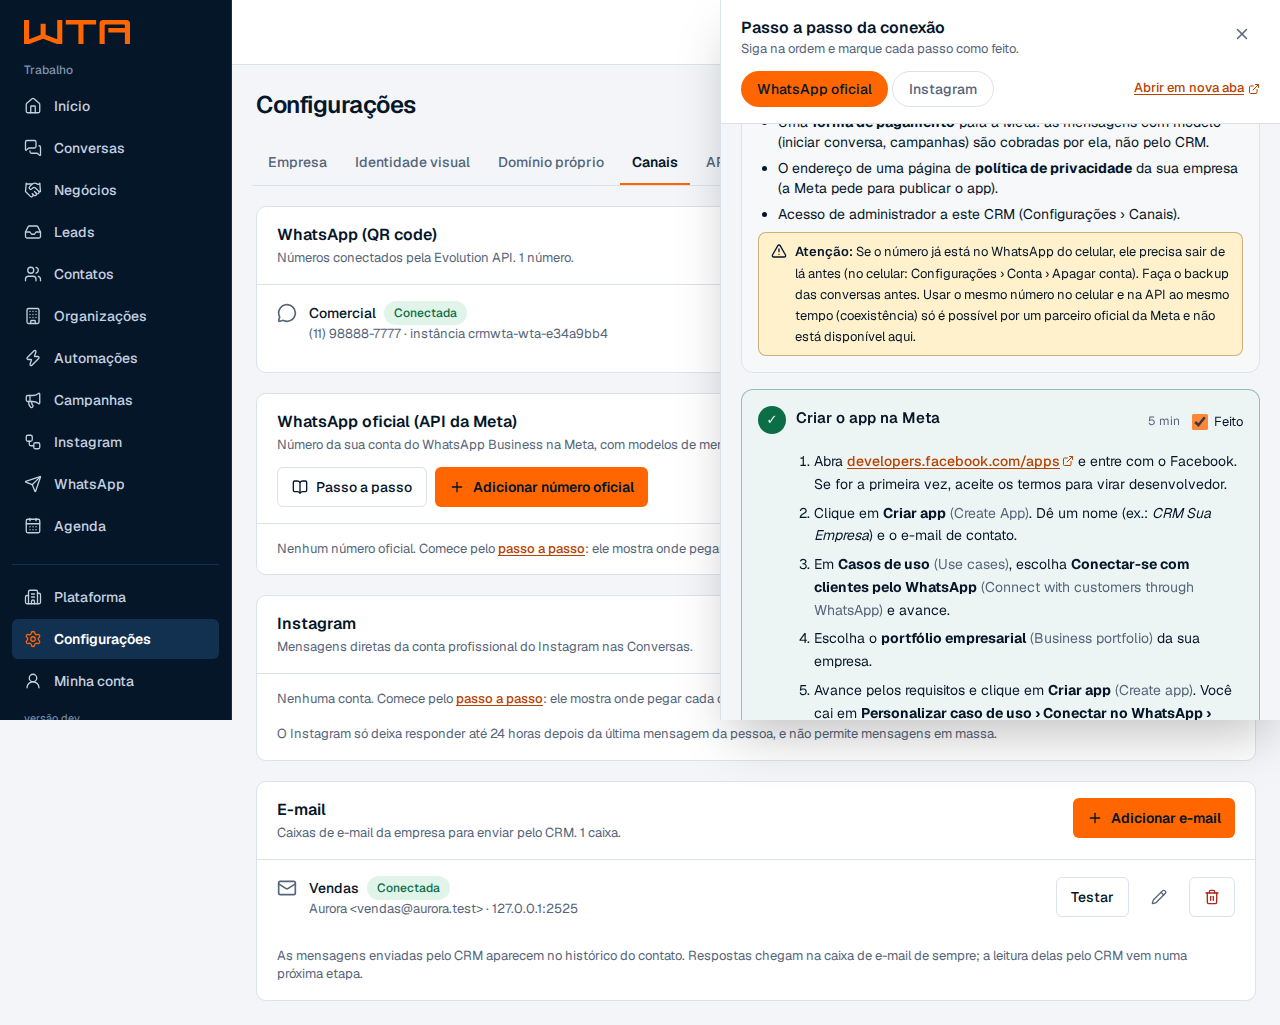 WTA
Trabalho
Início
Conversas
Negócios
Leads
Contatos
Organizações
Automações
Campanhas
Instagram
WhatsApp
Agenda
Plataforma
Configurações
Minha conta
versão dev
Configurações
Empresa
Identidade visual
Domínio próprio
Canais
WhatsApp (QR code)
Números conectados pela Evolution API. 1 número.
Comercial
Conectada
(11) 98888-7777 · instância crmwta-wta-e34a9bb4
WhatsApp oficial (API da Meta)
Número da sua conta do WhatsApp Business na Meta, com modelos de
Passo a passo
Adicionar número oficial
Nenhum número oficial. Comece pelo passo a passo: ele mostra onde
Instagram
Mensagens diretas da conta profissional do Instagram nas Conversas.
Nenhuma conta. Comece pelo passo a passo: ele mostra onde pegar cada
O Instagram só deixa responder até 24 horas depois da última mensagem da pessoa, e não permite mensagens em massa.
E-mail
Caixas de e-mail da empresa para enviar pelo CRM. 1 caixa.
Adicionar e-mail
Vendas
Conectada
Aurora <vendas@aurora.test> · 127.0.0.1:2525
Testar
As mensagens enviadas pelo CRM aparecem no histórico do contato. Respostas chegam na caixa de e-mail de sempre; a leitura delas pelo CRM vem numa
próxima etapa.
Passo a passo da conexão
Siga na ordem e marque cada passo como feito.
WhatsApp oficial
Instagram
Abrir em nova aba
Uma forma de pagamento para a Meta: as mensagens com modelo
(iniciar conversa, campanhas) são cobradas por ela, não pelo CRM.
O endereço de uma página de política de privacidade da sua empresa
(a Meta pede para publicar o app).
Acesso de administrador a este CRM (Configurações › Canais).
Atenção: Se o número já está no WhatsApp do celular, ele precisa sair de
lá antes (no celular: Configurações › Conta › Apagar conta). Faça o backup
das conversas antes. Usar o mesmo número no celular e na API ao mesmo
tempo (coexistência) só é possível por um parceiro oficial da Meta e não
está disponível aqui.
✓
Criar o app na Meta
5 min
Feito
1. Abra developers.facebook.com/apps e entre com o Facebook.
Se for a primeira vez, aceite os termos para virar desenvolvedor.
2. Clique em Criar app (Create App). Dê um nome (ex.: CRM Sua
Empresa) e o e-mail de contato.
3. Em Casos de uso (Use cases), escolha Conectar-se com
clientes pelo WhatsApp (Connect with customers through
WhatsApp) e avance.
4. Escolha o portfólio empresarial (Business portfolio) da sua
empresa.
5. Avance pelos requisitos e clique em Criar app (Create app). Você
cai em Personalizar caso de uso › Conectar no WhatsApp ›